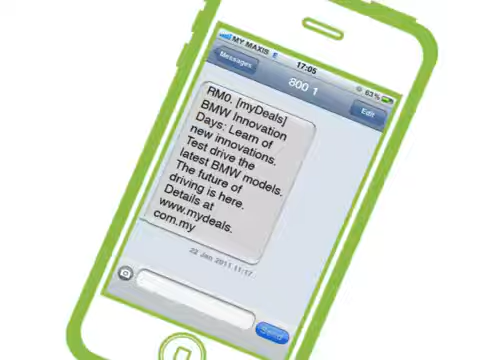 MY MAXIS E 17:05 63%
Messages 800 1 Edit
RM0. [myDeals]
BMW Innovation
Days: Learn of
new innovations.
Test drive the
latest BMW models.
The future of
driving is here.
Details at
www.mydeals.
com.my
22 Jan 2011 11:17
Send